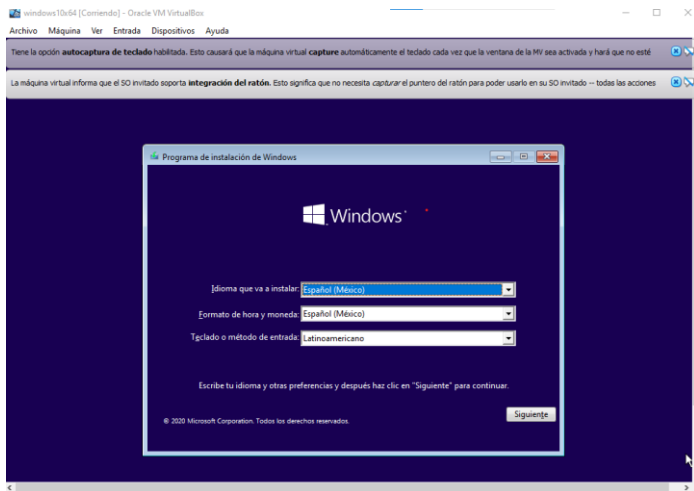 windows10x64 [Corriendo] - Oracle VM VirtualBox
Archivo Máquina Ver Entrada Dispositivos Ayuda
Tiene la opción autocaptura de teclado habilitada. Esto causará que la máquina virtual capture automáticamente el teclado cada vez que la ventana de la MV sea activada y hará que no esté
La máquina virtual informa que el SO invitado soporta integración del ratón. Esto significa que no necesita capturar el puntero del ratón para poder usarlo en su SO invitado -- todas las acciones
Programa de instalación de Windows
Windows
Idioma que va a instalar: Español (México)
Formato de hora y moneda: Español (México)
Teclado o método de entrada: Latinoamericano
Escribe tu idioma y otras preferencias y después haz clic en "Siguiente" para continuar.
Siguiente
© 2020 Microsoft Corporation. Todos los derechos reservados.